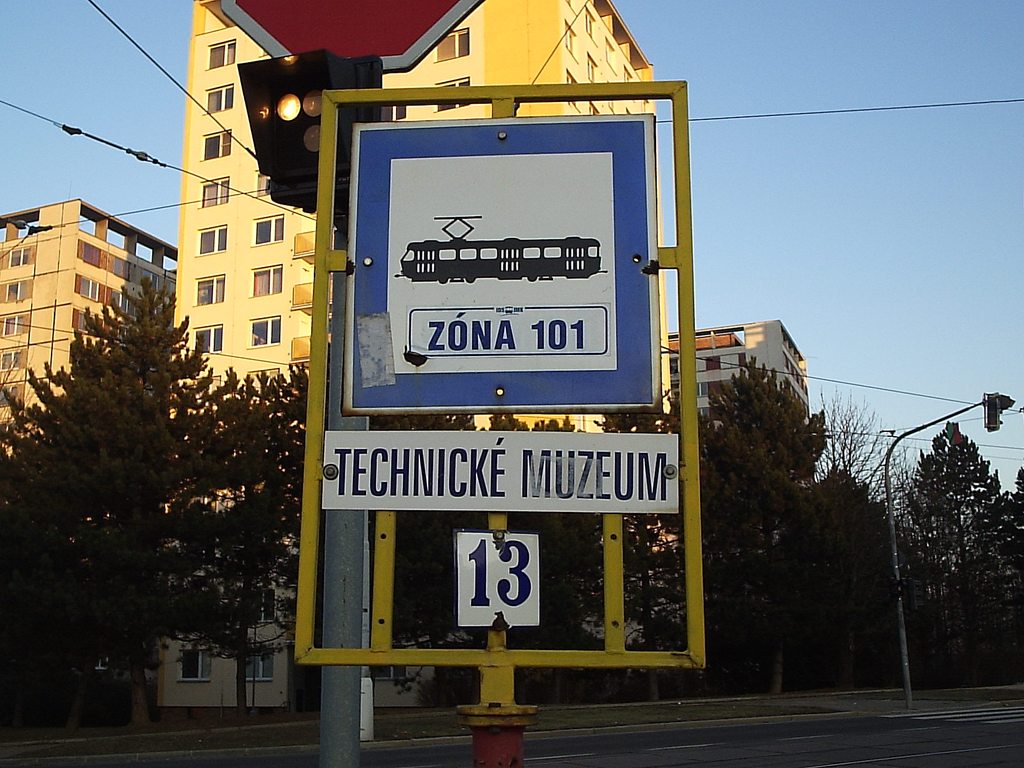 ZÓNA 101
TECHNICKÉ MUZEUM
13